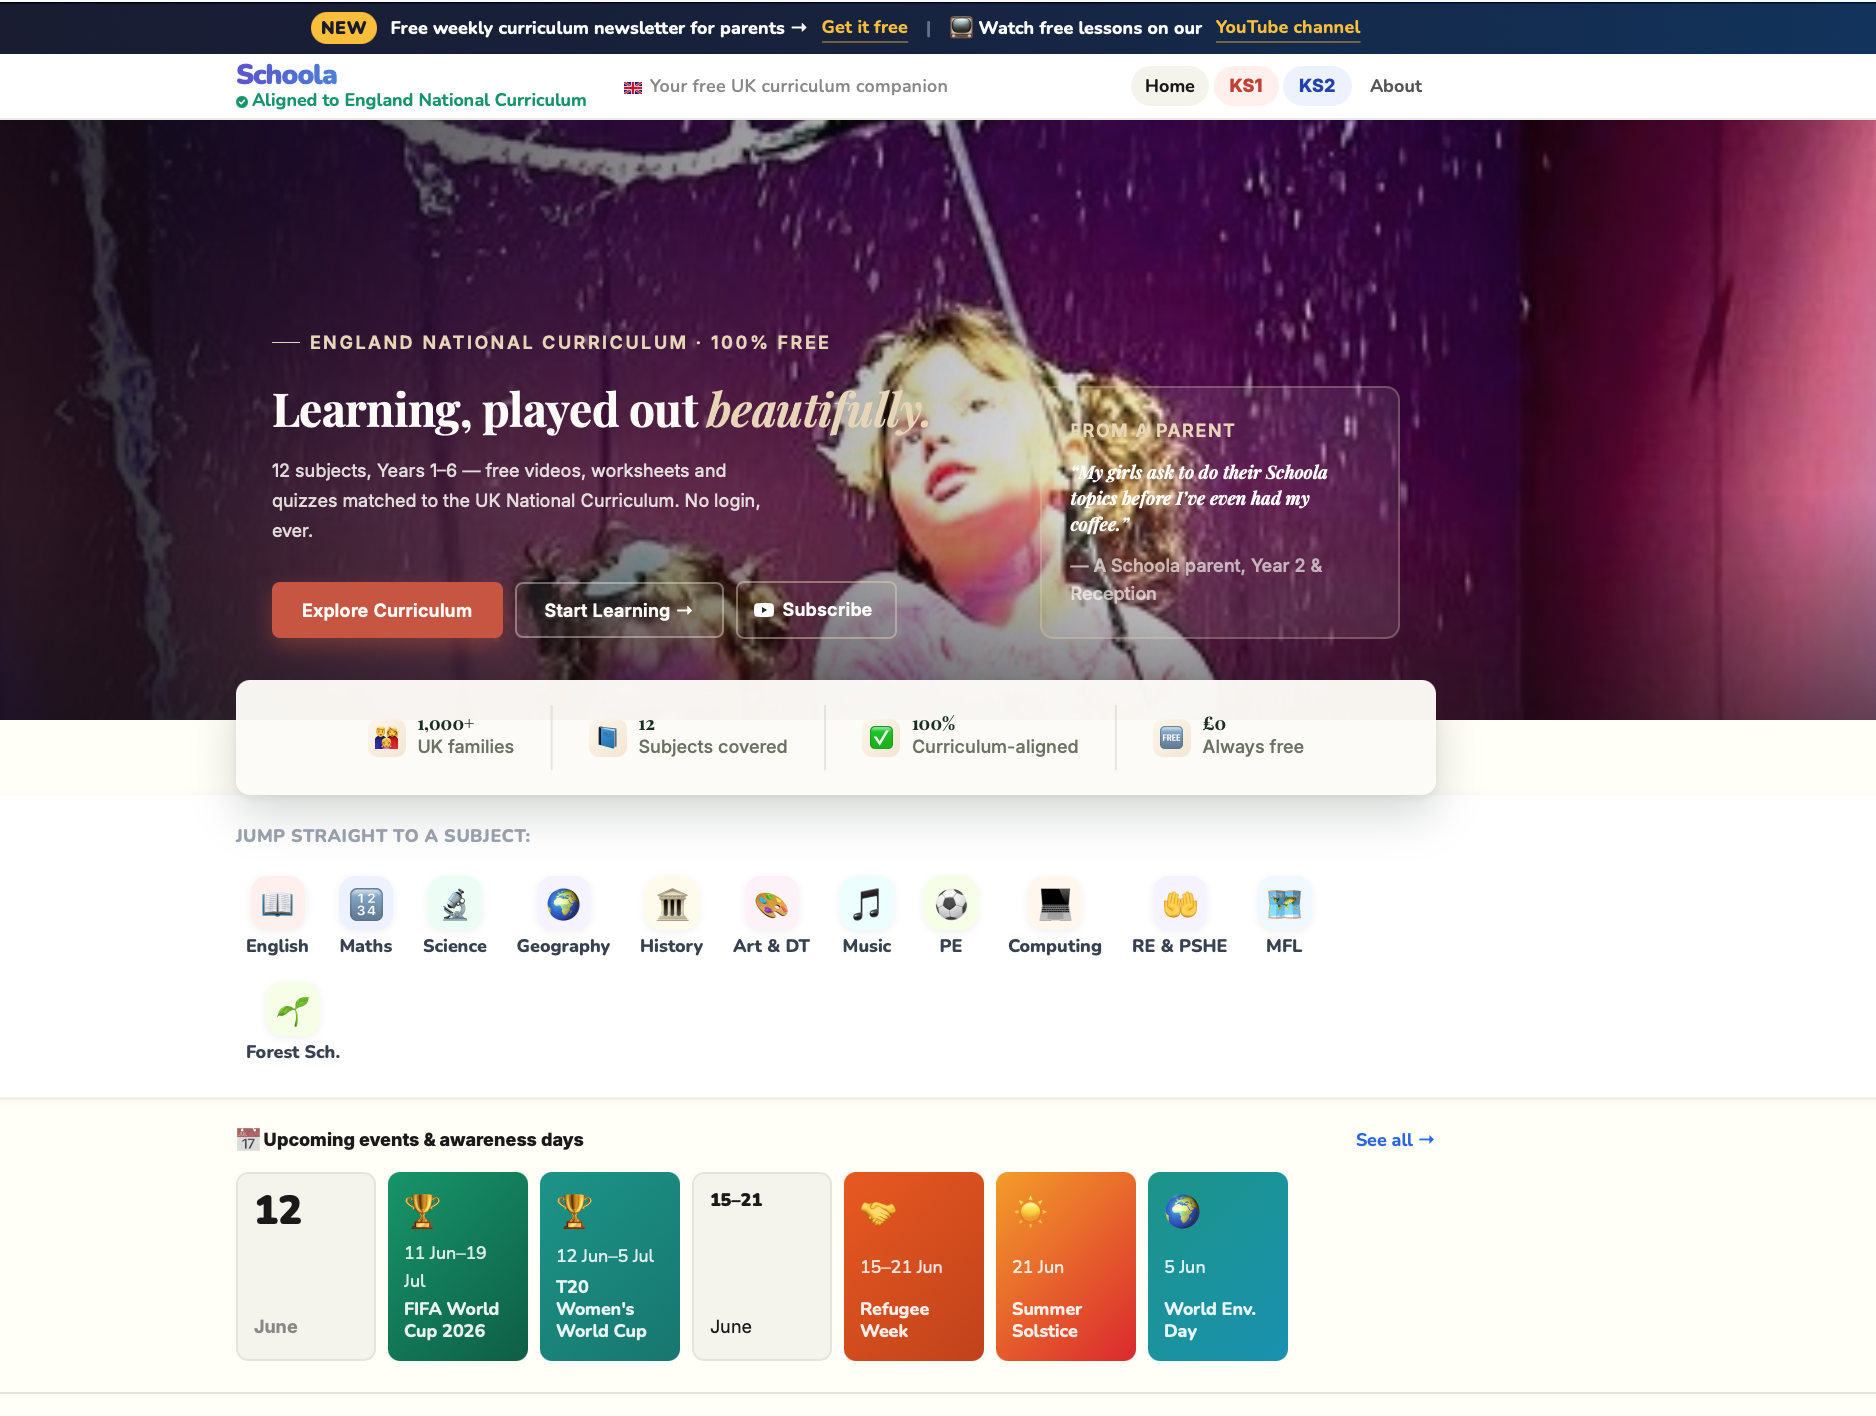 NEW Free weekly curriculum newsletter for parents → Get it free | Watch free lessons on our YouTube channel
Schoola
Aligned to England National Curriculum
Your free UK curriculum companion
Home KS1 KS2 About
— ENGLAND NATIONAL CURRICULUM · 100% FREE
Learning, played out beautifully.
12 subjects, Years 1–6 — free videos, worksheets and
quizzes matched to the UK National Curriculum. No login,
ever.
Explore Curriculum
Start Learning →
Subscribe
FROM A PARENT
“My girls ask to do their Schoola
topics before I’ve even had my
coffee.”
— A Schoola parent, Year 2 &
Reception
1,000+
UK families
12
Subjects covered
100%
Curriculum-aligned
£0
Always free
JUMP STRAIGHT TO A SUBJECT:
English
Maths
Science
Geography
History
Art & DT
Music
PE
Computing
RE & PSHE
MFL
Forest Sch.
Upcoming events & awareness days
See all →
12
June
11 Jun–19
Jul
FIFA World
Cup 2026
12 Jun–5 Jul
T20
Women's
World Cup
15–21
June
15–21 Jun
Refugee
Week
21 Jun
Summer
Solstice
5 Jun
World Env.
Day